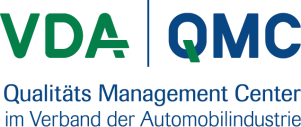 VDA | QMC
Qualitäts Management Center
im Verband der Automobilindustrie